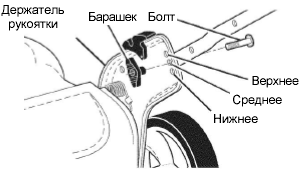 Держатель
рукоятки
Барашек
Болт
Верхнее
Среднее
Нижнее